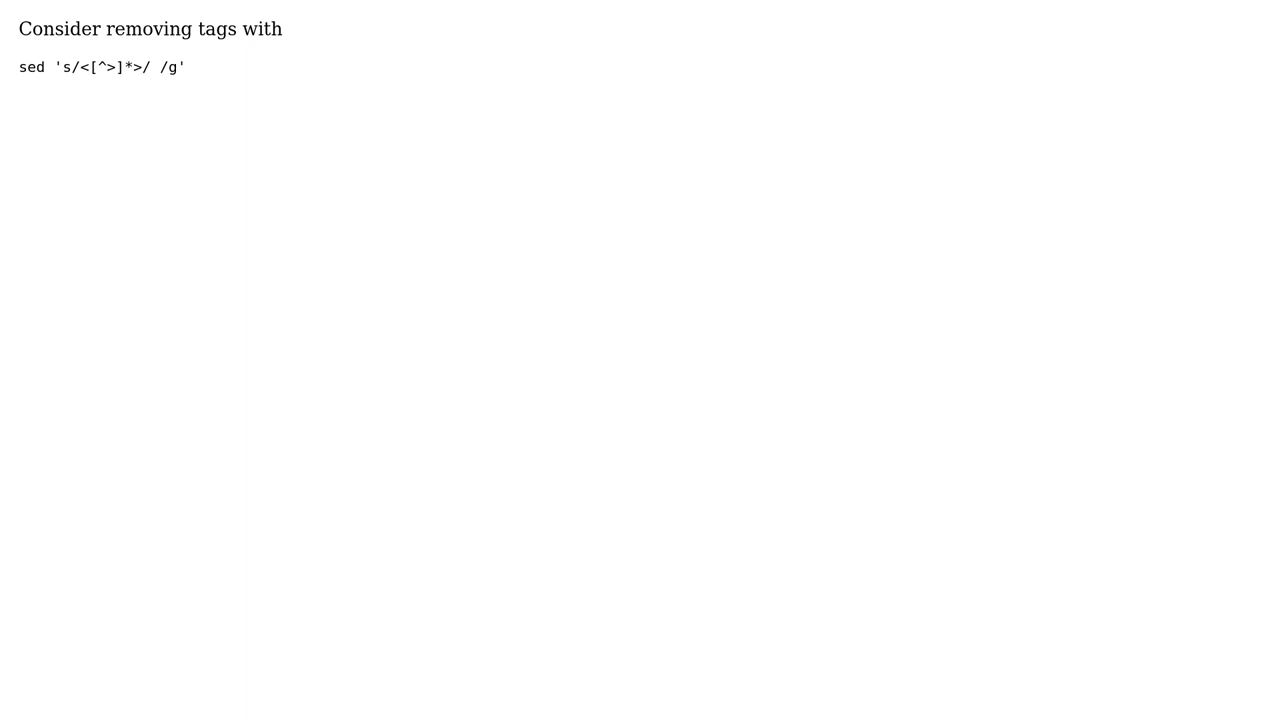 Consider removing tags with
sed 's/<[^>]*>/ /g'